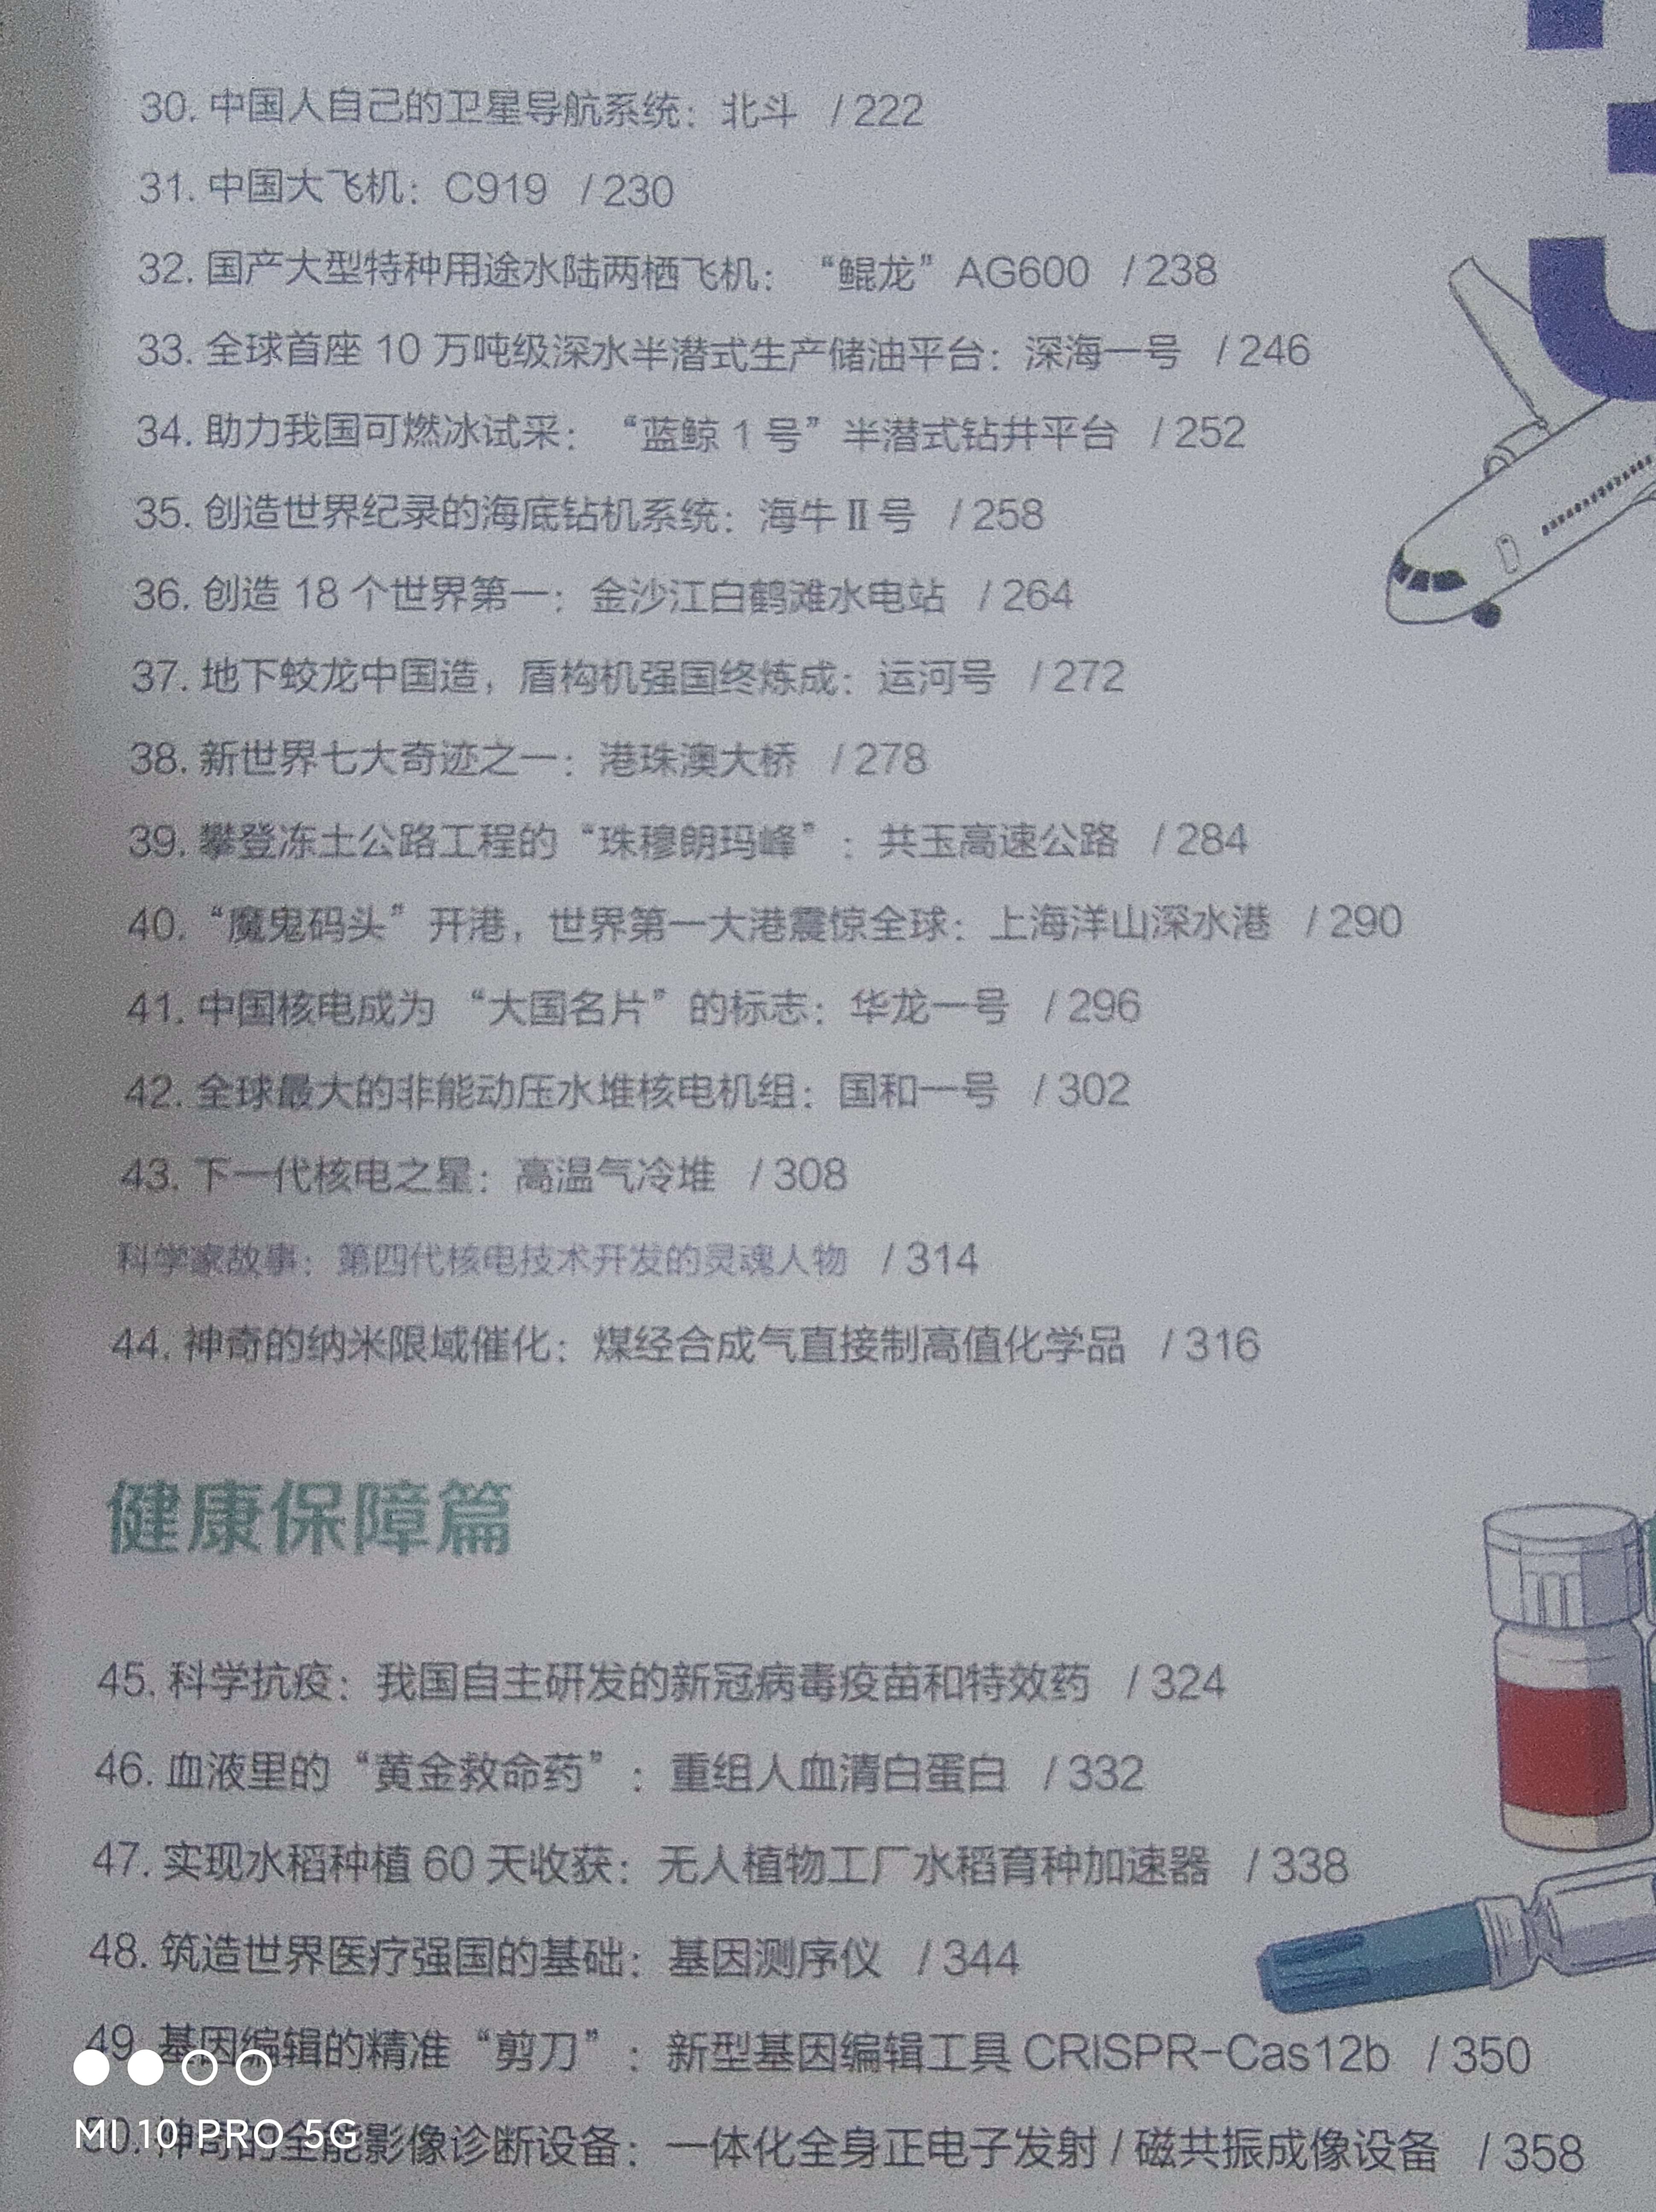 30. 中国人自己的卫星导航系统：北斗 / 222
31. 中国大飞机：C919 / 230
32. 国产大型特种用途水陆两栖飞机：“鲲龙”AG600 / 238
33. 全球首座 10 万吨级深水半潜式生产储油平台：深海一号 / 246
34. 助力我国可燃冰试采：“蓝鲸 1 号”半潜式钻井平台 / 252
35. 创造世界纪录的海底钻机系统：海牛Ⅱ号 / 258
36. 创造 18 个世界第一：金沙江白鹤滩水电站 / 264
37. 地下蛟龙中国造，盾构机强国终炼成：运河号 / 272
38. 新世界七大奇迹之一：港珠澳大桥 / 278
39. 攀登冻土公路工程的“珠穆朗玛峰”：共玉高速公路 / 284
40. “魔鬼码头”开港，世界第一大港震惊全球：上海洋山深水港 / 290
41. 中国核电成为“大国名片”的标志：华龙一号 / 296
42. 全球最大的非能动压水堆核电机组：国和一号 / 302
43. 下一代核电之星：高温气冷堆 / 308
科学家故事：第四代核电技术开发的灵魂人物 / 314
44. 神奇的纳米限域催化：煤经合成气直接制高值化学品 / 316
健康保障篇
45. 科学抗疫：我国自主研发的新冠病毒疫苗和特效药 / 324
46. 血液里的“黄金救命药”：重组人血清白蛋白 / 332
47. 实现水稻种植 60 天收获：无人植物工厂水稻育种加速器 / 338
48. 筑造世界医疗强国的基础：基因测序仪 / 344
49. 基因编辑的精准“剪刀”：新型基因编辑工具 CRISPR-Cas12b / 350
50. 神奇的全能影像诊断设备：一体化全身正电子发射 / 磁共振成像设备 / 358
MI 10 PRO 5G